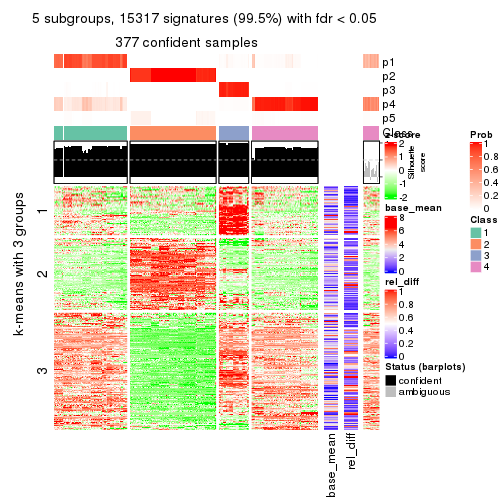 5 subgroups, 15317 signatures (99.5%) with fdr < 0.05
377 confident samples
p1
p2
p3
p4
p5
Class
Silhouette
score
k-means with 3 groups
1
2
3
base_mean
rel_diff
z-score
2
1
0
-1
-2
base_mean
8
6
4
2
0
rel_diff
1
0.8
0.6
0.4
0.2
0
Status (barplots)
confident
ambiguous
Prob
1
0.8
0.6
0.4
0.2
0
Class
1
2
3
4